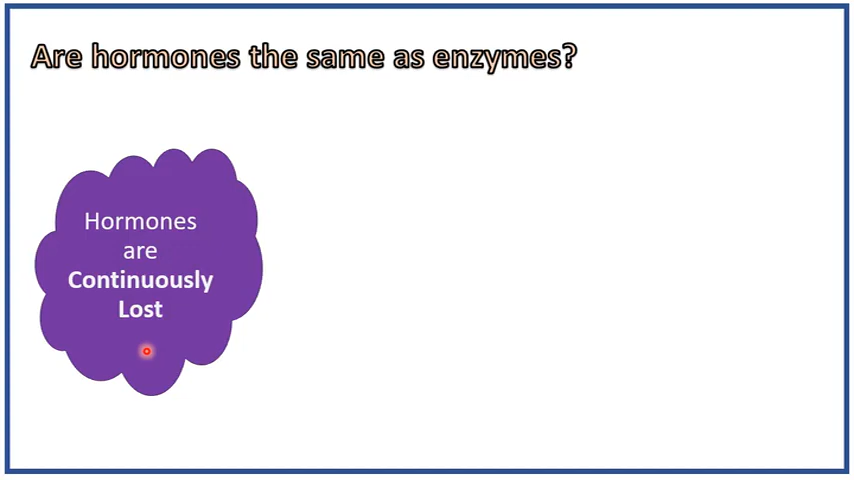 Are hormones the same as enzymes?
Hormones
are
Continuously
Lost